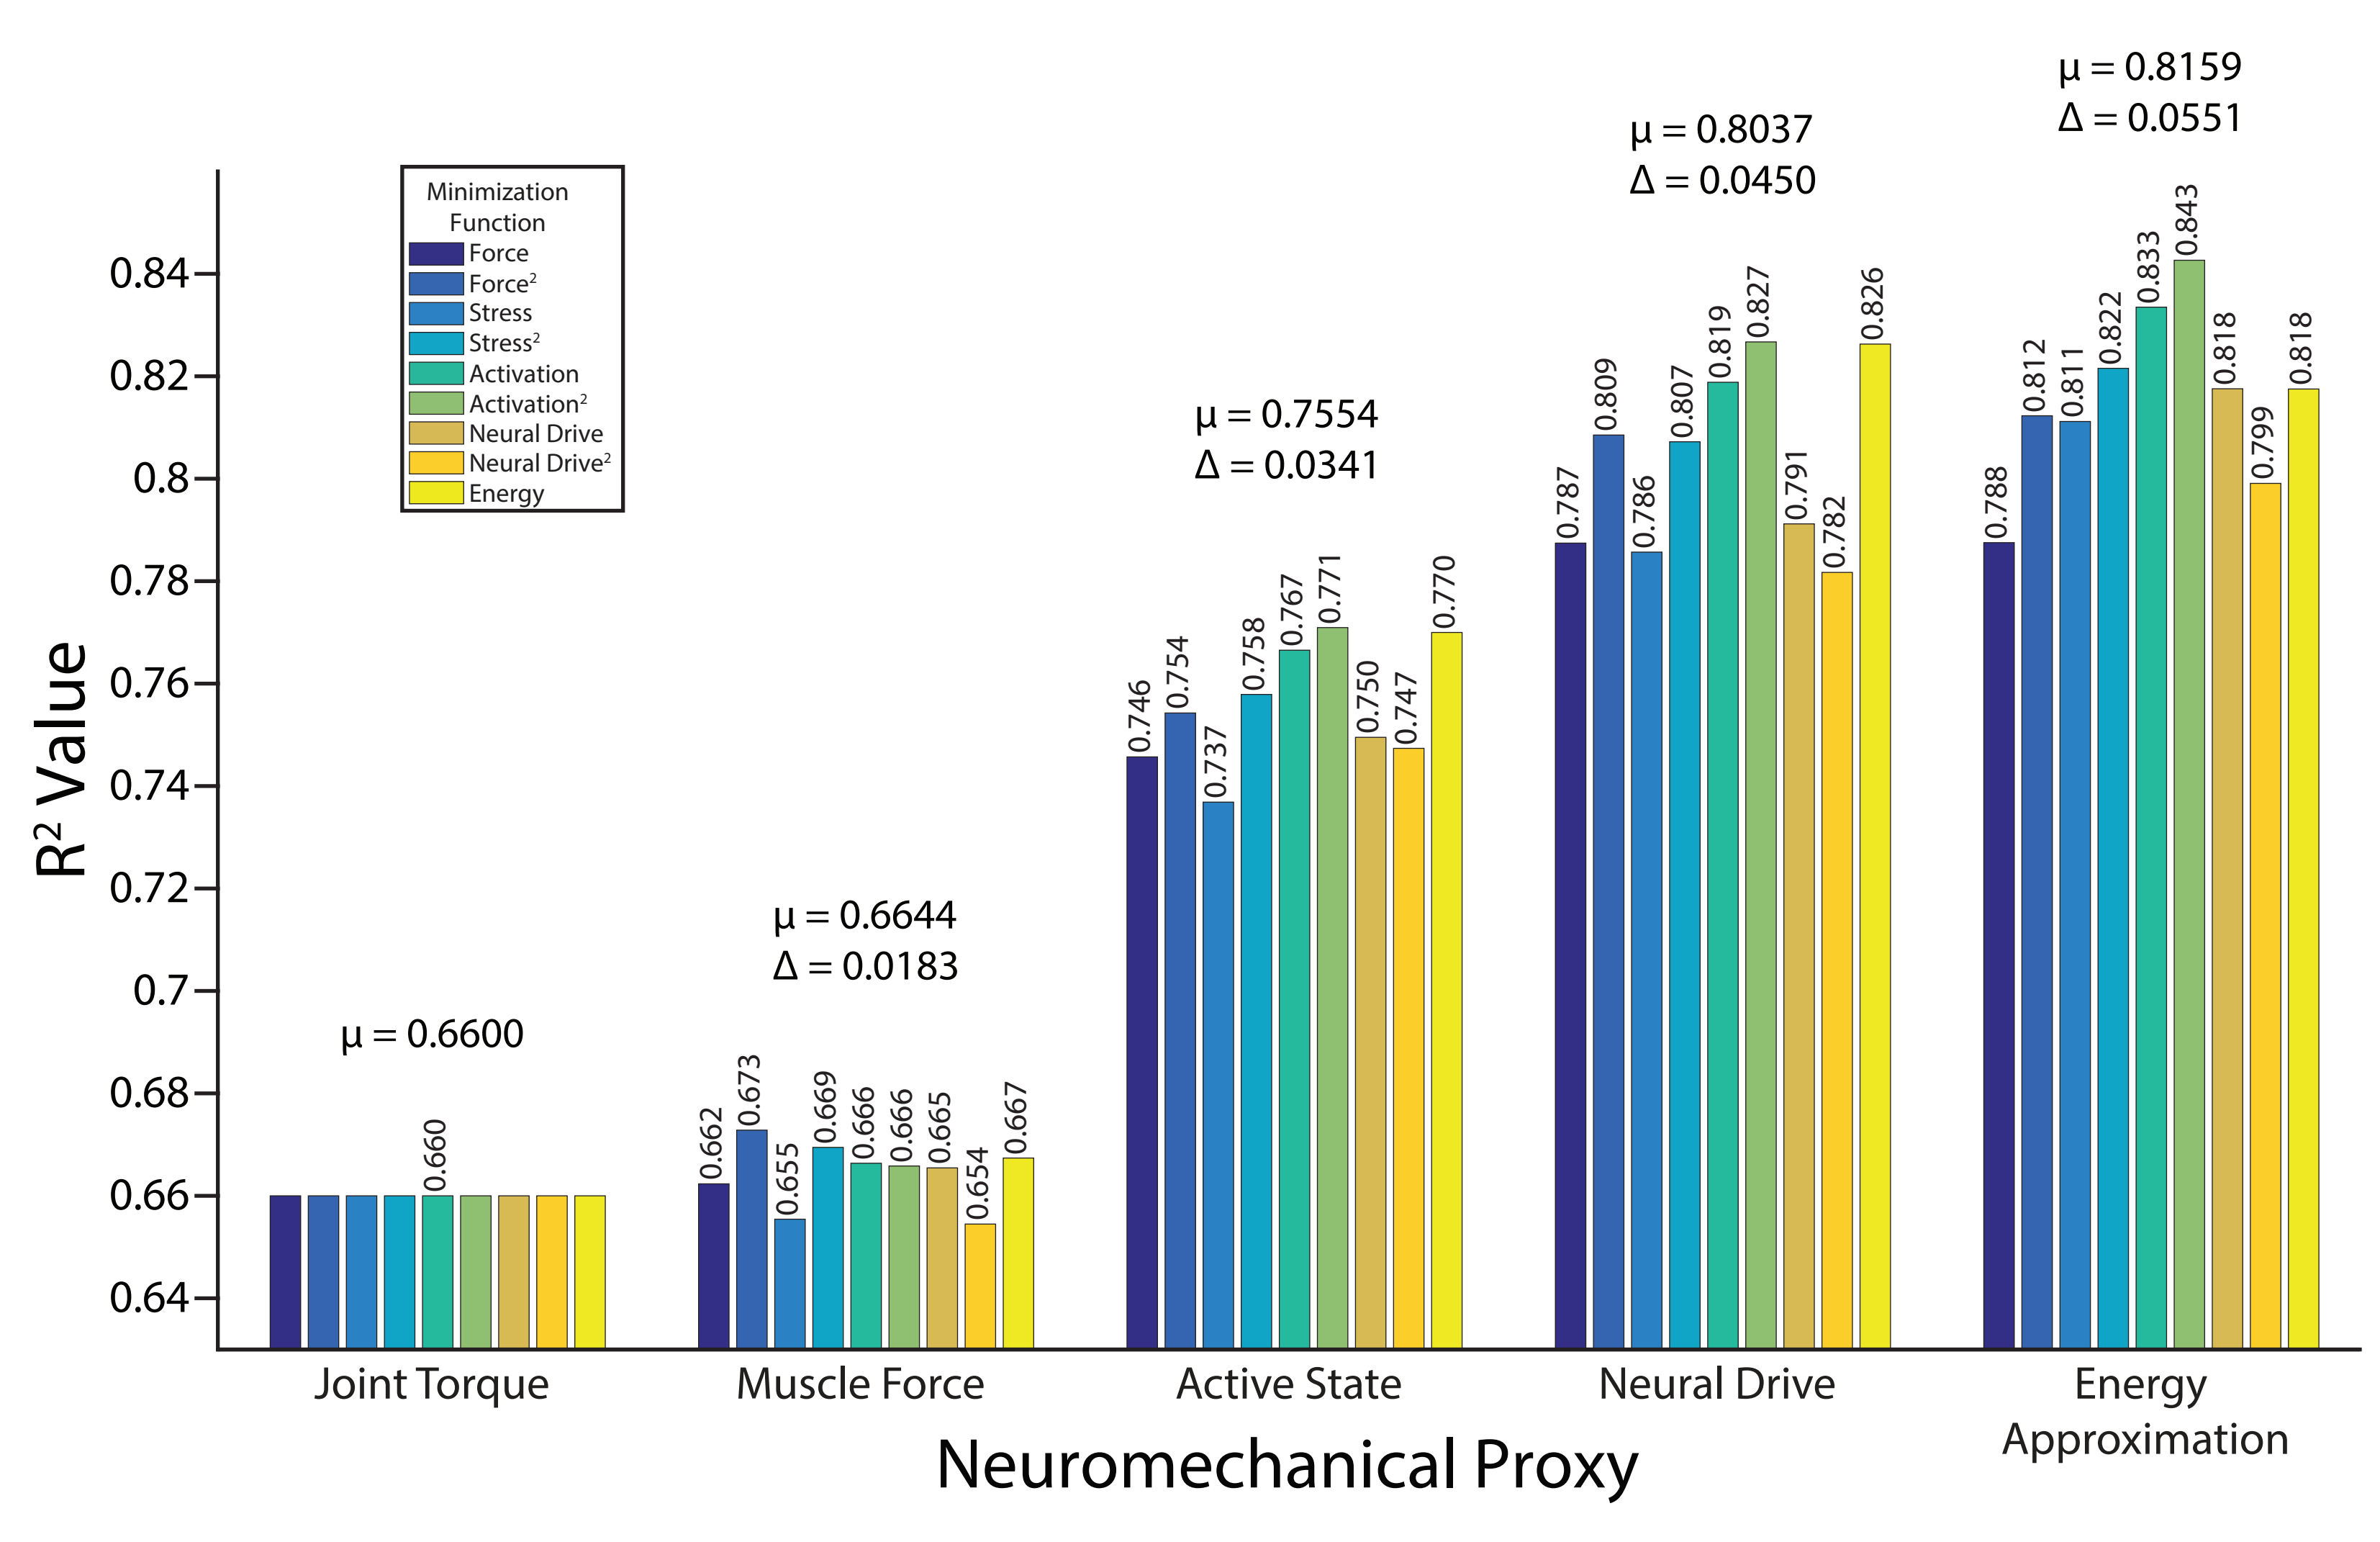 μ = 0.8159
Δ = 0.0551
μ = 0.8037
Δ = 0.0450
μ = 0.7554
Δ = 0.0341
μ = 0.6644
Δ = 0.0183
μ = 0.6600
Minimization
Function
Force
Force²
Stress
Stress²
Activation
Activation²
Neural Drive
Neural Drive²
Energy
R² Value
0.84
0.82
0.8
0.78
0.76
0.74
0.72
0.7
0.68
0.66
0.64
0.660
0.662
0.673
0.655
0.669
0.666
0.666
0.665
0.654
0.667
0.746
0.754
0.737
0.758
0.767
0.771
0.750
0.747
0.770
0.787
0.809
0.786
0.807
0.819
0.827
0.791
0.782
0.826
0.788
0.812
0.811
0.822
0.833
0.843
0.818
0.799
0.818
Joint Torque
Muscle Force
Active State
Neural Drive
Energy
Approximation
Neuromechanical Proxy